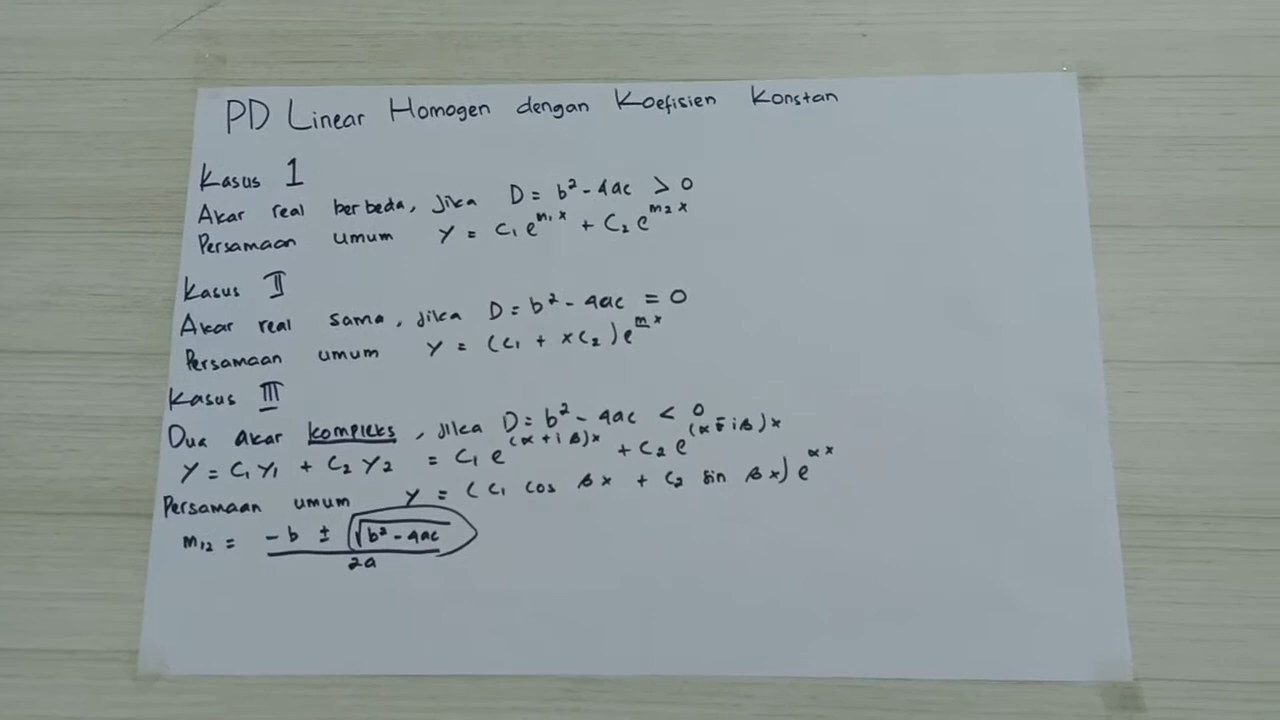 PD Linear Homogen dengan Koefisien Konstan
Kasus 1
Akar real berbeda, Jika D = b² - 4ac > 0
Persamaan umum y = C₁ e^m₁x + C₂ e^m₂x
Kasus II
Akar real sama, Jika D = b² - 4ac = 0
Persamaan umum y = (C₁ + xC₂) e^mx
Kasus III
Dua akar kompleks, Jika D = b² - 4ac < 0
y = C₁ y₁ + C₂ y₂ = C₁ e^(α+iβ)x + C₂ e^(α-iβ)x
Persamaan umum y = (C₁ cos βx + C₂ sin βx) e^αx
m₁₂ = (-b ± √(b² - 4ac)) / 2a